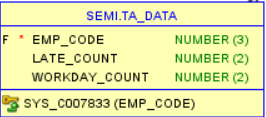 SEMI.TA_DATA
F * EMP_CODE NUMBER (3)
LATE_COUNT NUMBER (2)
WORKDAY_COUNT NUMBER (2)
SYS_C007833 (EMP_CODE)